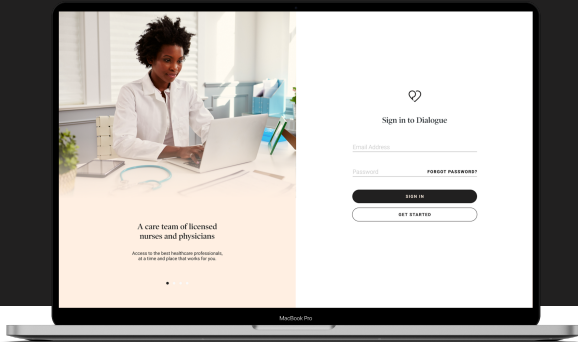 Sign in to Dialogue
Email Address
Password
FORGOT PASSWORD?
SIGN IN
GET STARTED
A care team of licensed
nurses and physicians
Access to the best healthcare professionals,
at a time and place that works for you.
MacBook Pro